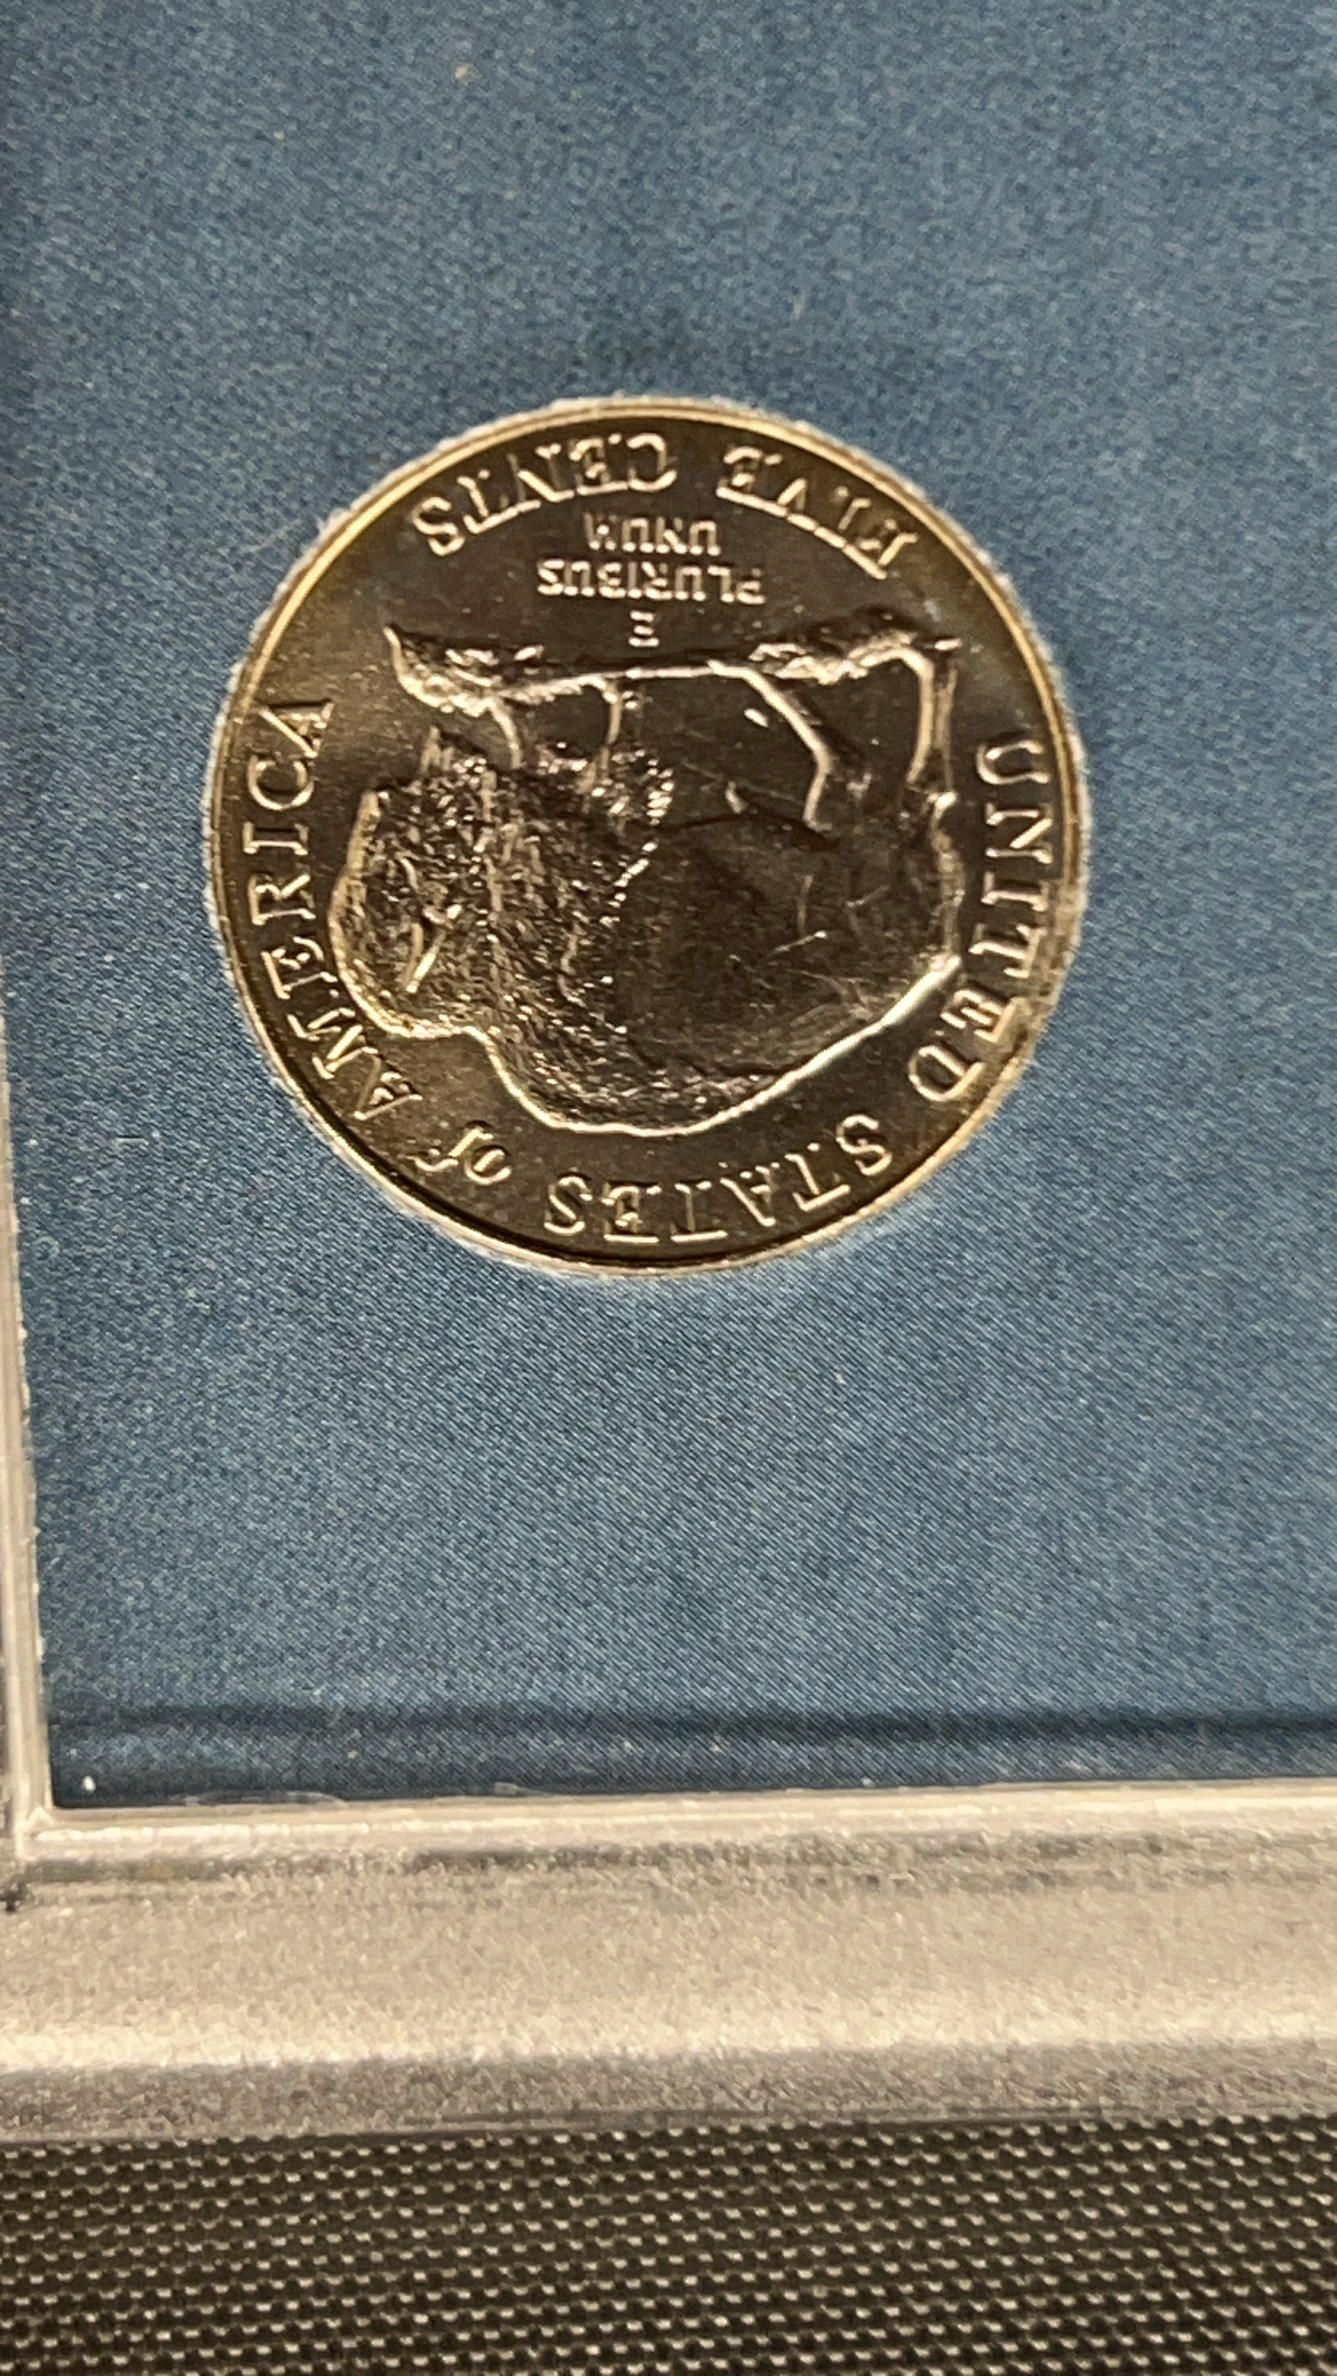 UNITED STATES of AMERICA
E
PLURIBUS
UNUM
FIVE CENTS